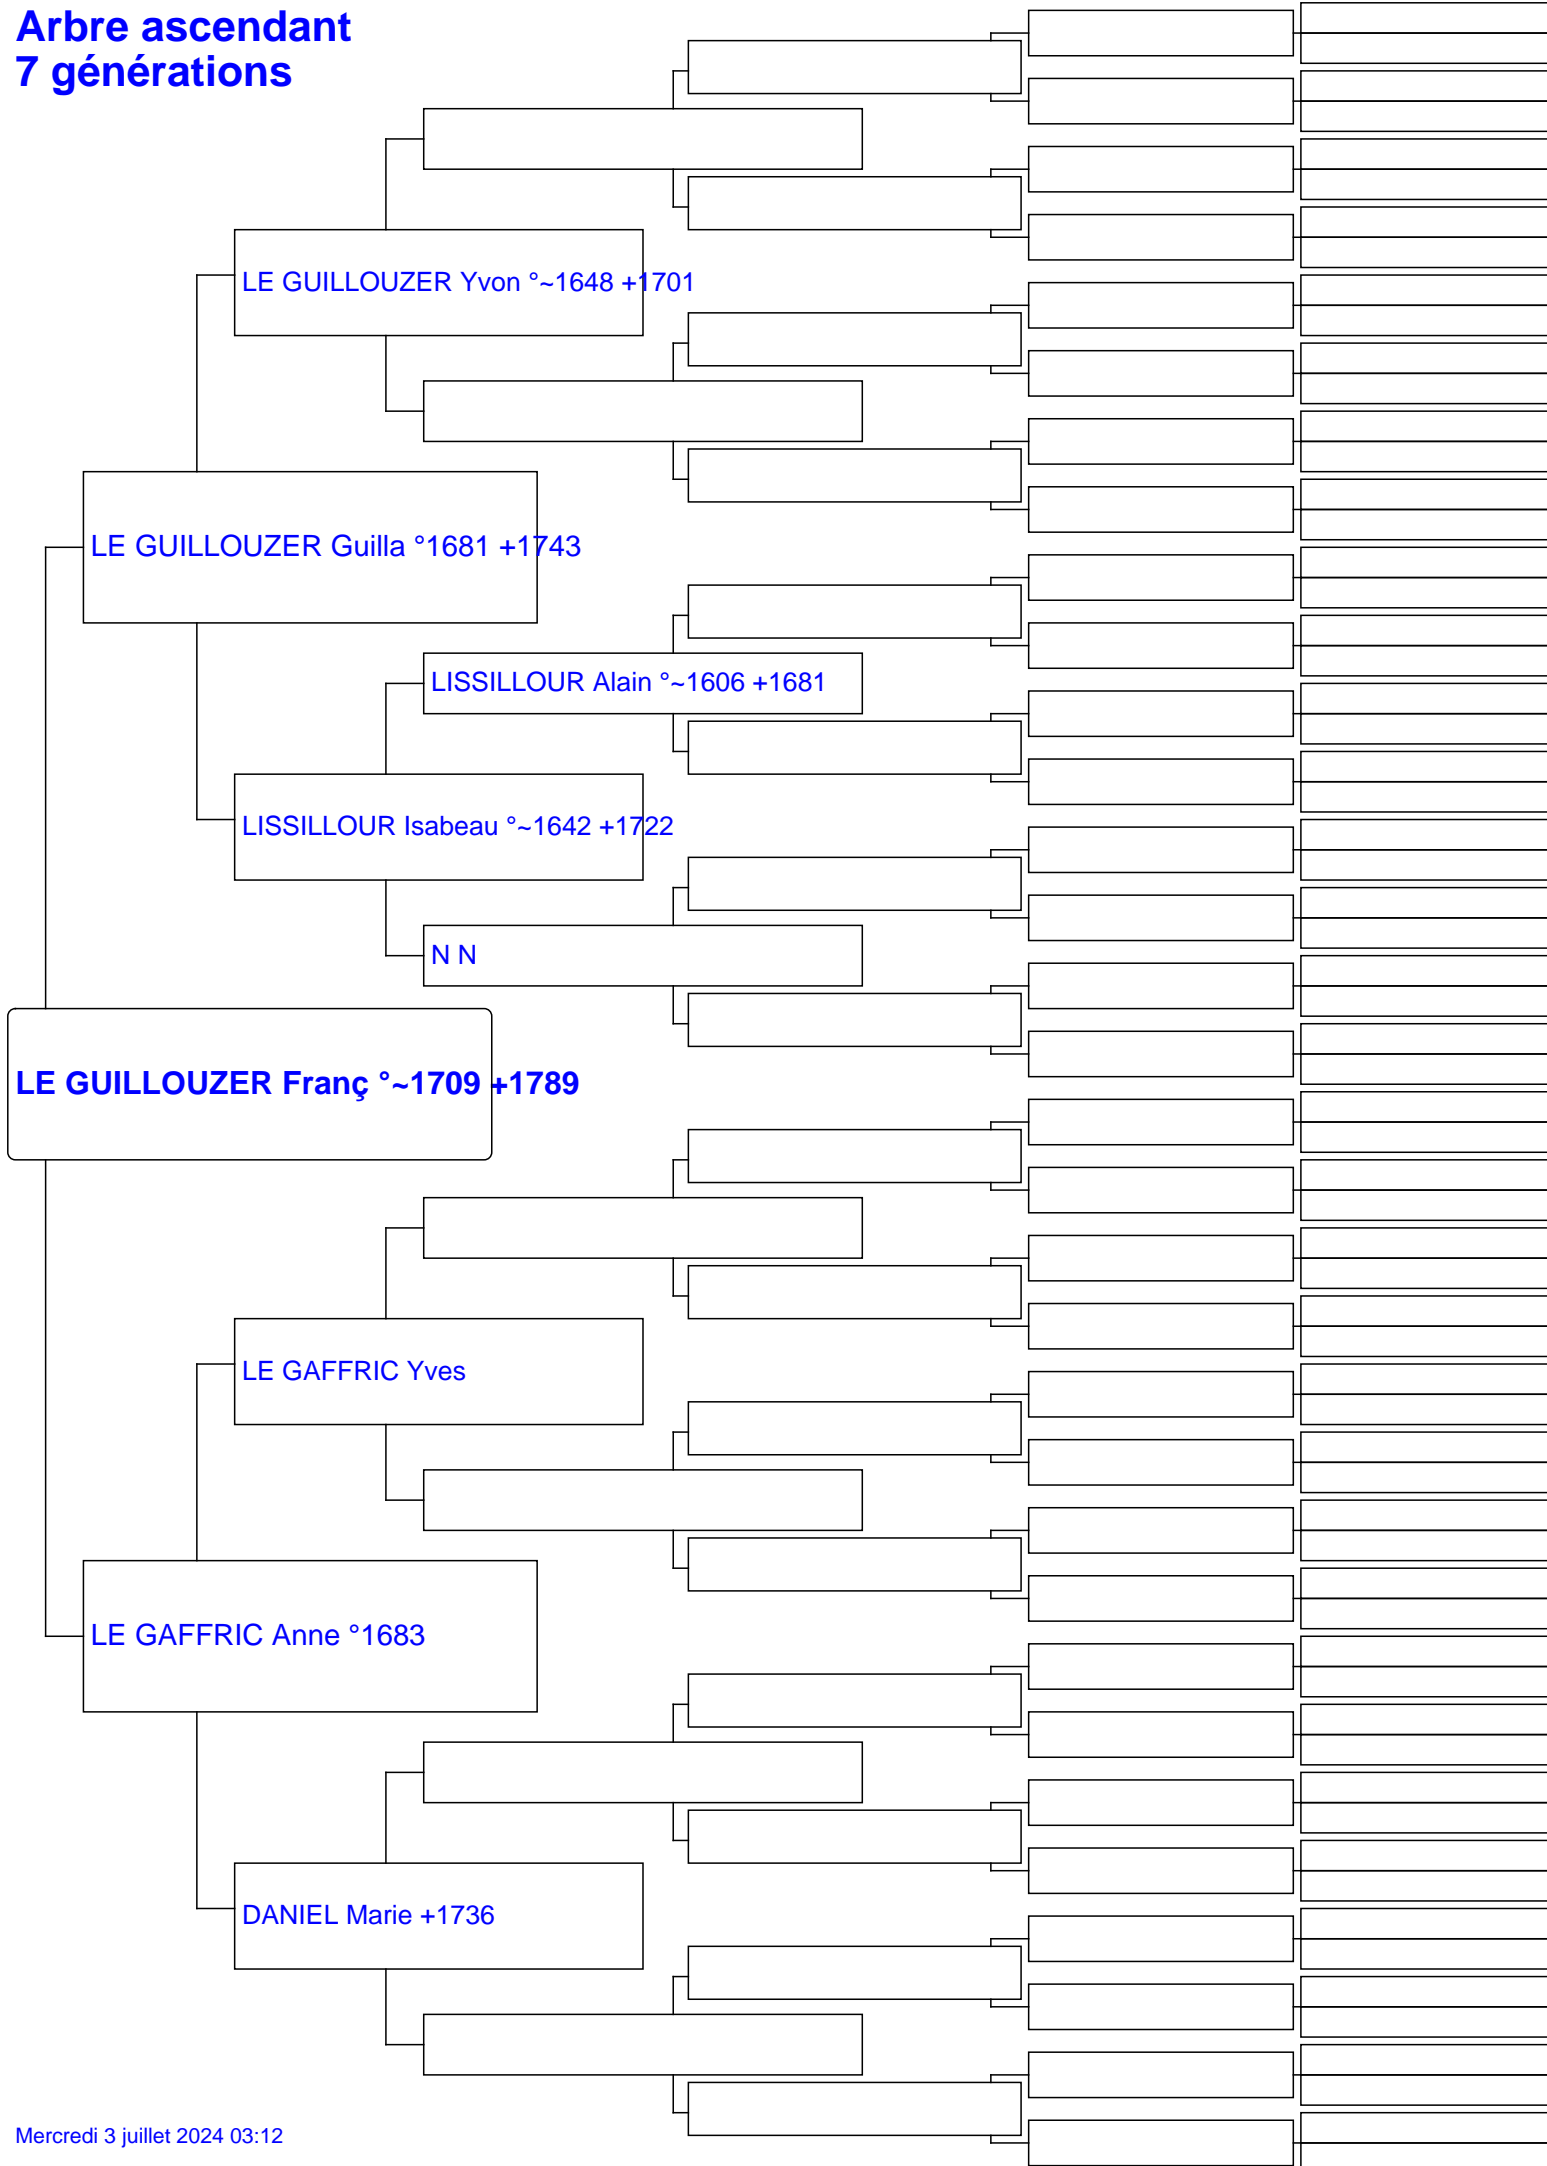 Arbre ascendant
7 générations
LE GUILLOUZER Yvon °~1648 +1701
LE GUILLOUZER Guilla °1681 +1743
LISSILLOUR Alain °~1606 +1681
LISSILLOUR Isabeau °~1642 +1722
N N
LE GUILLOUZER Franç °~1709 +1789
LE GAFFRIC Yves
LE GAFFRIC Anne °1683
DANIEL Marie +1736
Mercredi 3 juillet 2024 03:12